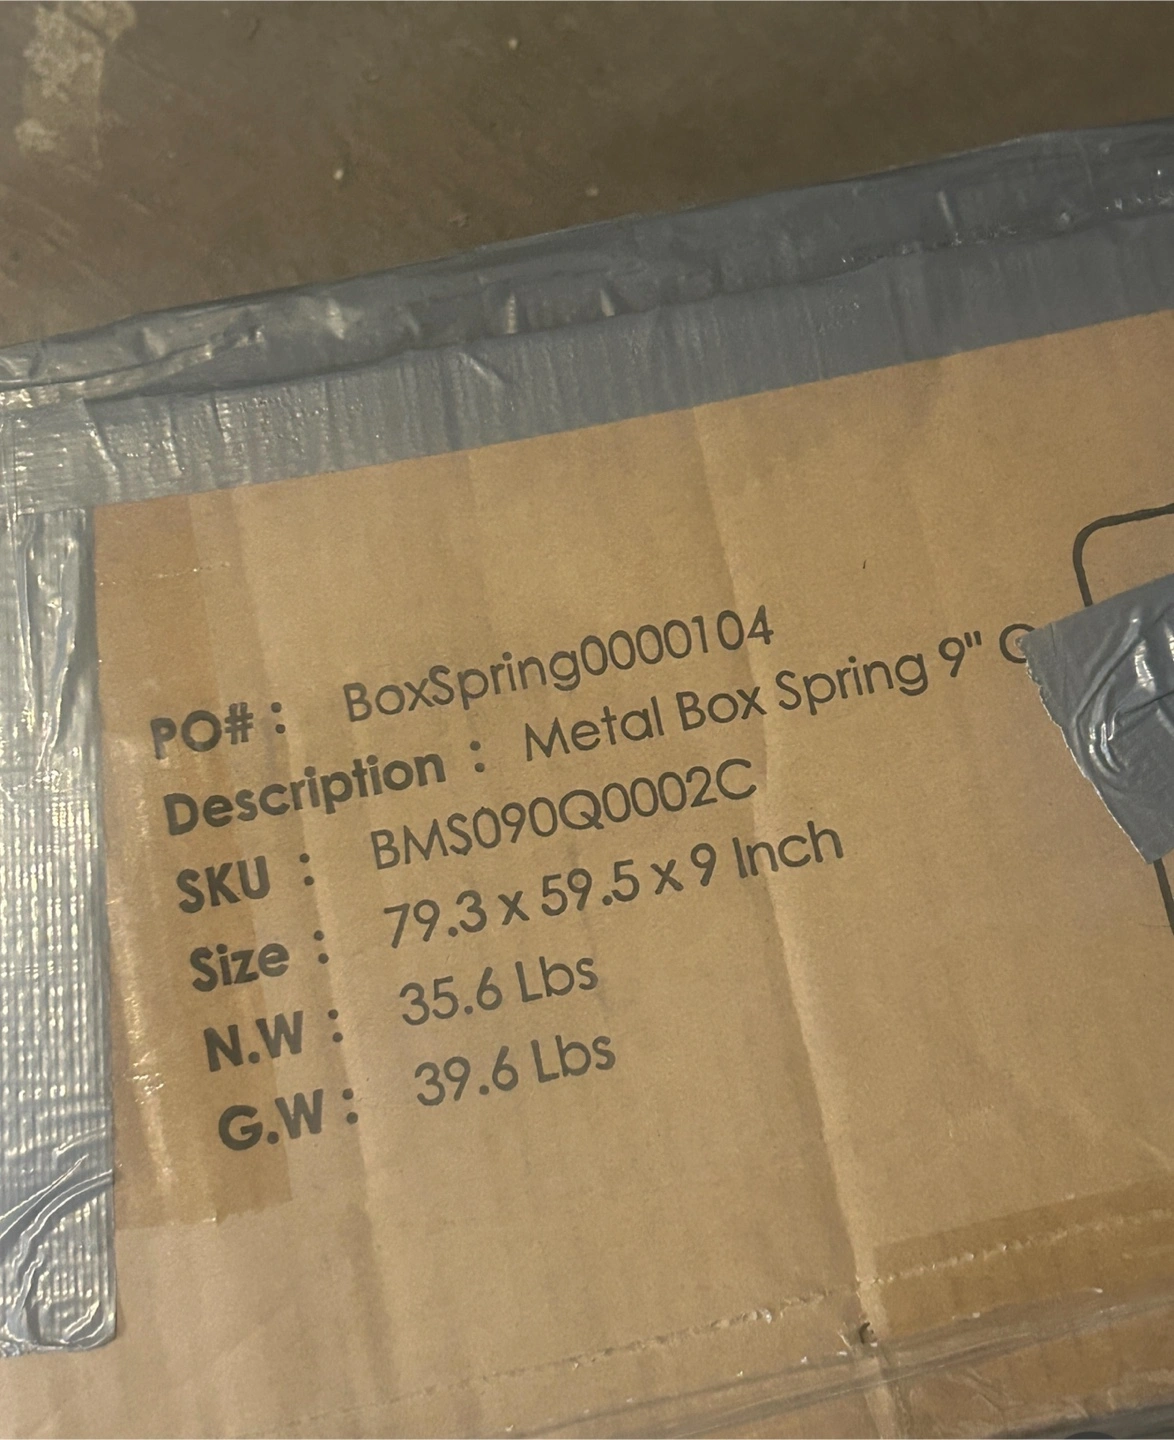 PO# : BoxSpring0000104
Description : Metal Box Spring 9"
SKU : BMS090Q0002C
Size : 79.3 x 59.5 x 9 Inch
N.W : 35.6 Lbs
G.W : 39.6 Lbs